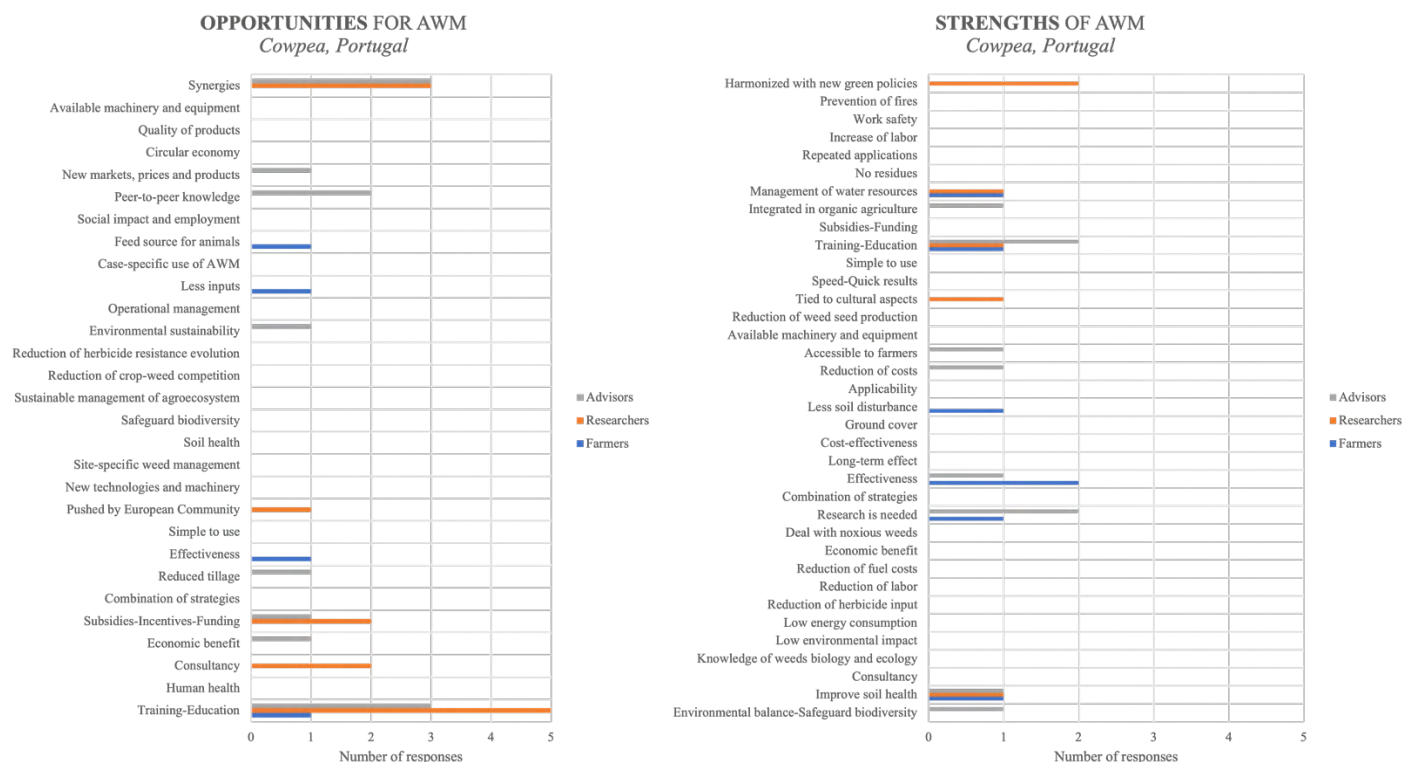 OPPORTUNITIES FOR AWM
Cowpea, Portugal
Synergies
Available machinery and equipment
Quality of products
Circular economy
New markets, prices and products
Peer-to-peer knowledge
Social impact and employment
Feed source for animals
Case-specific use of AWM
Less inputs
Operational management
Environmental sustainability
Reduction of herbicide resistance evolution
Reduction of crop-weed competition
Sustainable management of agroecosystem
Safeguard biodiversity
Soil health
Site-specific weed management
New technologies and machinery
Pushed by European Community
Simple to use
Effectiveness
Reduced tillage
Combination of strategies
Subsidies-Incentives-Funding
Economic benefit
Consultancy
Human health
Training-Education
0 1 2 3 4 5
Number of responses
Advisors
Researchers
Farmers
STRENGTHS OF AWM
Cowpea, Portugal
Harmonized with new green policies
Prevention of fires
Work safety
Increase of labor
Repeated applications
No residues
Management of water resources
Integrated in organic agriculture
Subsidies-Funding
Training-Education
Simple to use
Speed-Quick results
Tied to cultural aspects
Reduction of weed seed production
Available machinery and equipment
Accessible to farmers
Reduction of costs
Applicability
Less soil disturbance
Ground cover
Cost-effectiveness
Long-term effect
Effectiveness
Combination of strategies
Research is needed
Deal with noxious weeds
Economic benefit
Reduction of fuel costs
Reduction of labor
Reduction of herbicide input
Low energy consumption
Low environmental impact
Knowledge of weeds biology and ecology
Consultancy
Improve soil health
Environmental balance-Safeguard biodiversity
0 1 2 3 4 5
Number of responses
Advisors
Researchers
Farmers